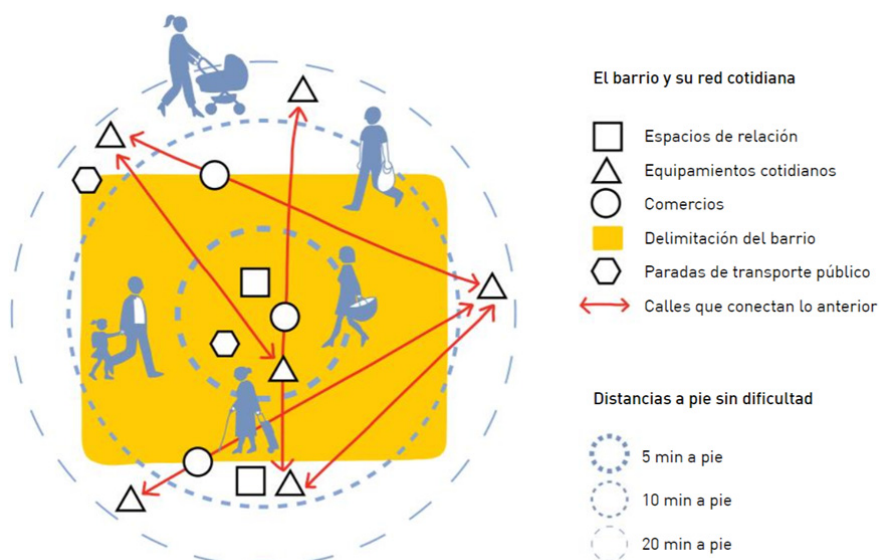 El barrio y su red cotidiana
Espacios de relación
Equipamientos cotidianos
Comercios
Delimitación del barrio
Paradas de transporte público
Calles que conectan lo anterior
Distancias a pie sin dificultad
5 min a pie
10 min a pie
20 min a pie